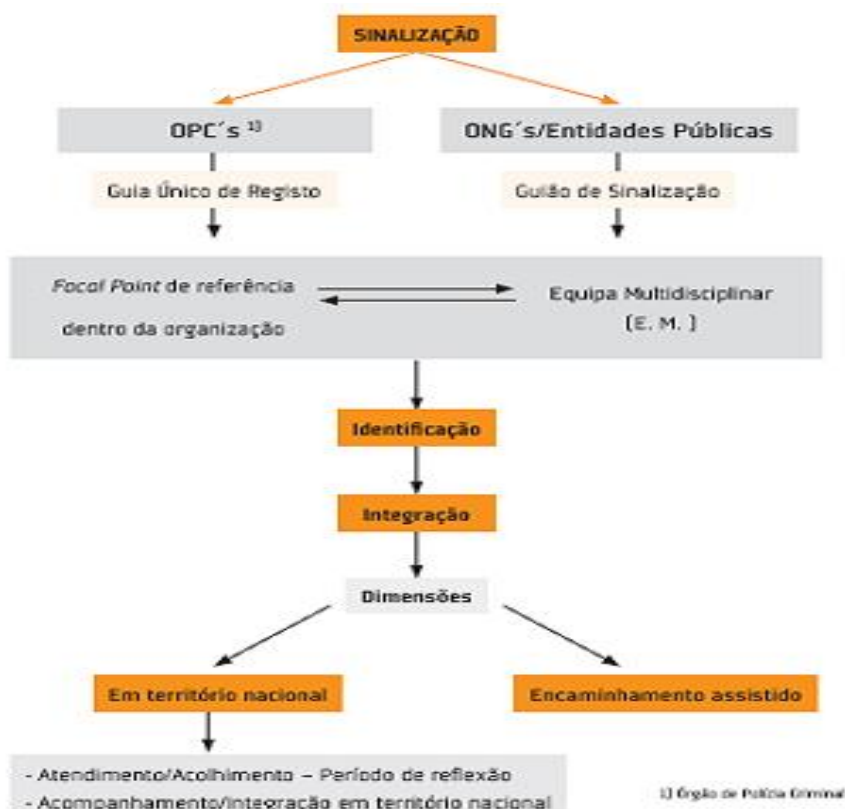 SINALIZAÇÃO
OPC´s 1)
ONG´s/Entidades Públicas
Guia Único de Registo
Guião de Sinalização
Focal Point de referência
dentro da organização
Equipa Multidisciplinar
[E. M. ]
Identificação
Integração
Dimensões
Em território nacional
Encaminhamento assistido
- Atendimento/Acolhimento – Período de reflexão
- Acompanhamento/Integração em território nacional
1) Órgão de Polícia Criminal